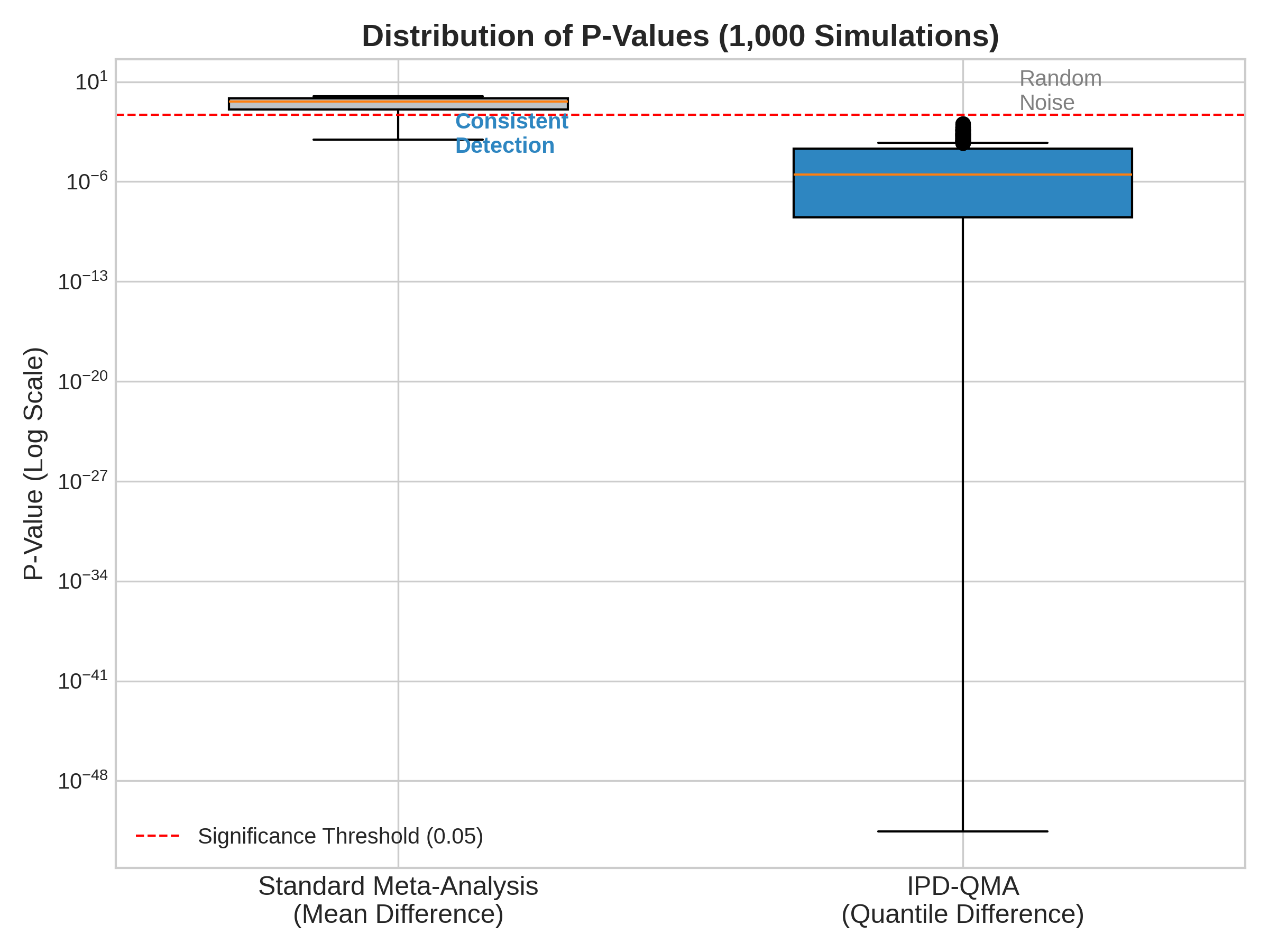 Distribution of P-Values (1,000 Simulations)
P-Value (Log Scale)
10¹
10⁻⁶
10⁻¹³
10⁻²⁰
10⁻²⁷
10⁻³⁴
10⁻⁴¹
10⁻⁴⁸
Random
Noise
Consistent
Detection
Significance Threshold (0.05)
Standard Meta-Analysis
(Mean Difference)
IPD-QMA
(Quantile Difference)